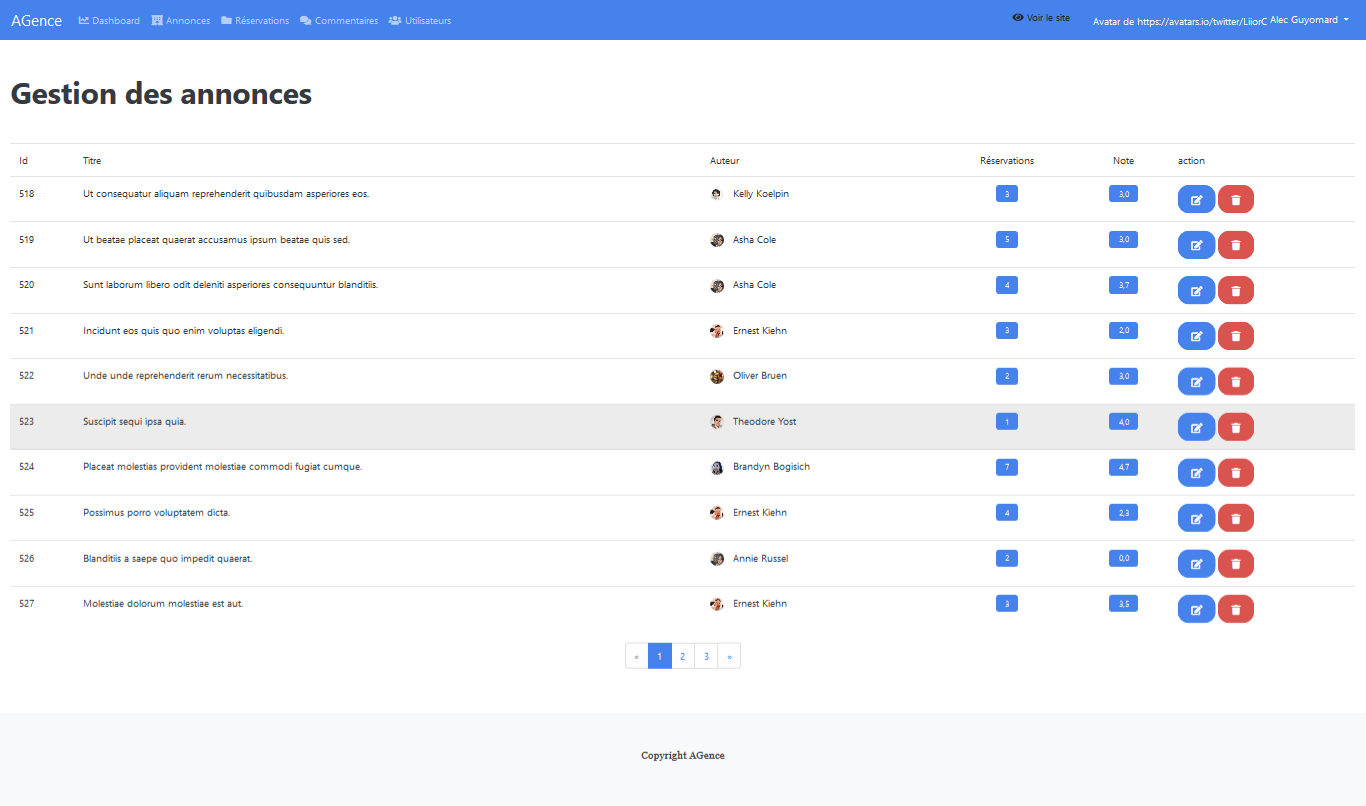 AGence Dashboard Annonces Réservations Commentaires Utilisateurs Voir le site Avatar de https://avatars.io/twitter/LiiorC Alec Guyomard
Gestion des annonces
Id Titre Auteur Réservations Note action
518 Ut consequatur aliquam reprehenderit quibusdam asperiores eos. Kelly Koelpin 3 3,0
519 Ut beatae placeat quaerat accusamus ipsum beatae quis sed. Asha Cole 5 3,0
520 Sunt laborum libero odit deleniti asperiores consequuntur blanditiis. Asha Cole 4 3,7
521 Incidunt eos quis quo enim voluptas eligendi. Ernest Kiehn 3 2,0
522 Unde unde reprehenderit rerum necessitatibus. Oliver Bruen 2 3,0
523 Suscipit sequi ipsa quia. Theodore Yost 1 4,0
524 Placeat molestias provident molestiae commodi fugiat cumque. Brandyn Bogisich 7 4,7
525 Possimus porro voluptatem dicta. Ernest Kiehn 4 2,3
526 Blanditiis a saepe quo impedit quaerat. Annie Russel 2 0,0
527 Molestiae dolorum molestiae est aut. Ernest Kiehn 3 3,5
« 1 2 3 »
Copyright AGence